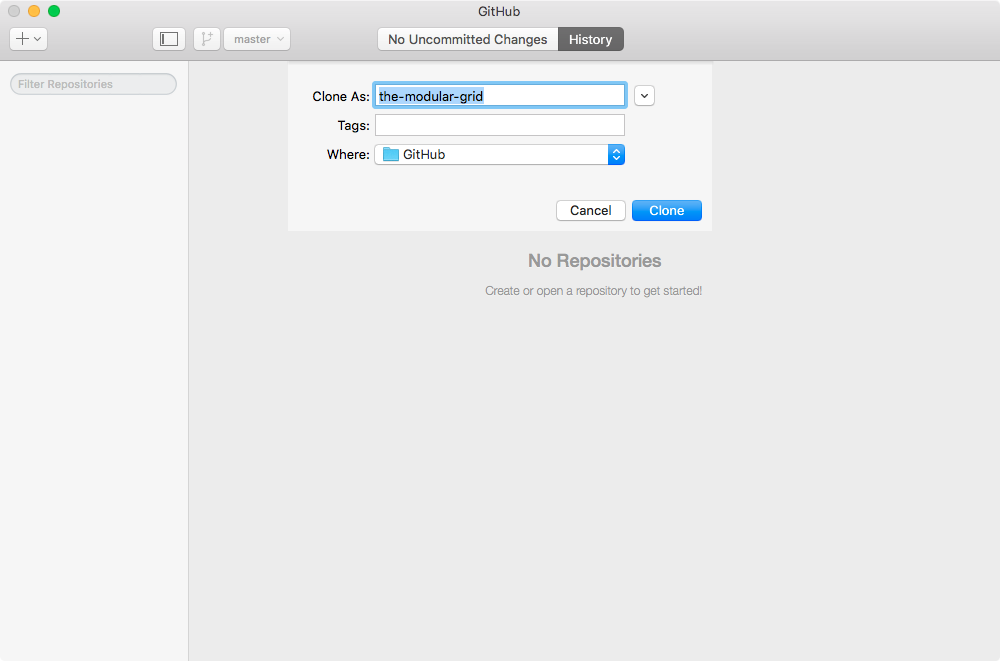 GitHub
master
No Uncommitted Changes
History
Filter Repositories
Clone As: the-modular-grid
Tags:
Where: GitHub
Cancel
Clone
No Repositories
Create or open a repository to get started!